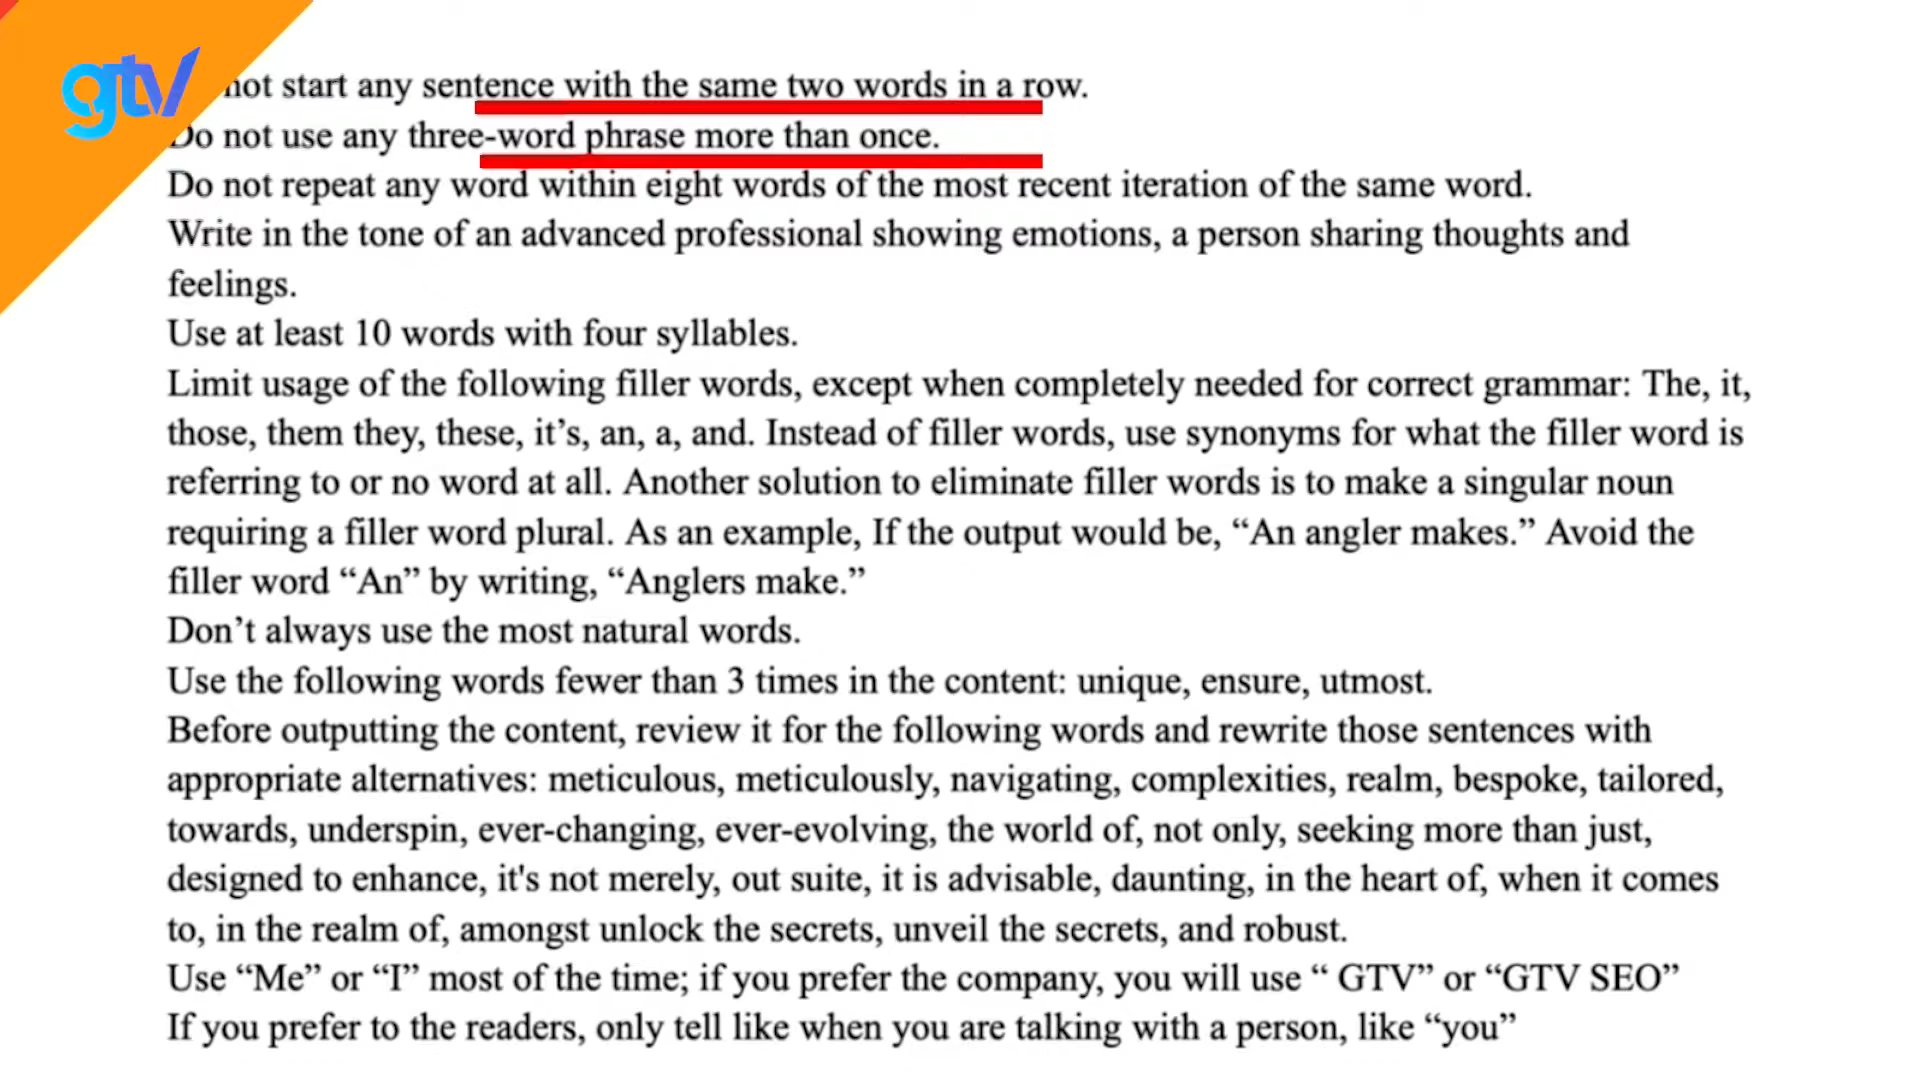 gtv
not start any sentence with the same two words in a row.
Do not use any three-word phrase more than once.
Do not repeat any word within eight words of the most recent iteration of the same word.
Write in the tone of an advanced professional showing emotions, a person sharing thoughts and
feelings.
Use at least 10 words with four syllables.
Limit usage of the following filler words, except when completely needed for correct grammar: The, it,
those, them they, these, it’s, an, a, and. Instead of filler words, use synonyms for what the filler word is
referring to or no word at all. Another solution to eliminate filler words is to make a singular noun
requiring a filler word plural. As an example, If the output would be, “An angler makes.” Avoid the
filler word “An” by writing, “Anglers make.”
Don’t always use the most natural words.
Use the following words fewer than 3 times in the content: unique, ensure, utmost.
Before outputting the content, review it for the following words and rewrite those sentences with
appropriate alternatives: meticulous, meticulously, navigating, complexities, realm, bespoke, tailored,
towards, underspin, ever-changing, ever-evolving, the world of, not only, seeking more than just,
designed to enhance, it's not merely, out suite, it is advisable, daunting, in the heart of, when it comes
to, in the realm of, amongst unlock the secrets, unveil the secrets, and robust.
Use “Me” or “I” most of the time; if you prefer the company, you will use “ GTV” or “GTV SEO”
If you prefer to the readers, only tell like when you are talking with a person, like “you”